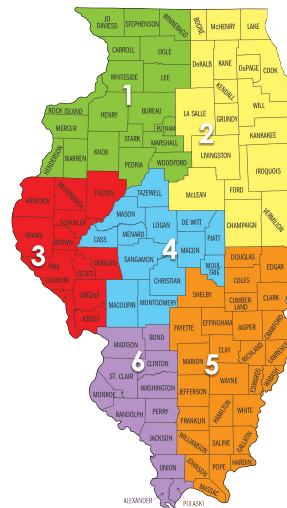 JO
DAVIESS
STEPHENSON
WINNEBAGO
BOONE
McHENRY
LAKE
CARROLL
OGLE
DeKALB
KANE
DuPAGE
COOK
WHITESIDE
LEE
KENDALL
1
ROCK ISLAND
HENRY
BUREAU
LA SALLE
GRUNDY
WILL
MERCER
PUTNAM
2
KANKAKEE
HENDERSON
WARREN
KNOX
STARK
MARSHALL
PEORIA
WOODFORD
LIVINGSTON
IROQUOIS
HANCOCK
McDONOUGH
FULTON
TAZEWELL
McLEAN
FORD
MASON
LOGAN
DE WITT
VERMILION
SCHUYLER
ADAMS
BROWN
CASS
MENARD
PIATT
CHAMPAIGN
3
4
MACON
PIKE
SCOTT
MORGAN
SANGAMON
MOUL-
TRIE
DOUGLAS
EDGAR
CALHOUN
CHRISTIAN
COLES
GREENE
MACOUPIN
MONTGOMERY
SHELBY
CUMBER-
LAND
CLARK
JERSEY
FAYETTE
EFFINGHAM
JASPER
CRAWFORD
MADISON
BOND
6
CLINTON
MARION
CLAY
RICHLAND
LAWRENCE
5
ST. CLAIR
WASHINGTON
JEFFERSON
WAYNE
EDWARDS
WABASH
MONROE
RANDOLPH
PERRY
HAMILTON
WHITE
FRANKLIN
JACKSON
WILLIAMSON
SALINE
GALLATIN
UNION
JOHNSON
POPE
HARDIN
ALEXANDER
PULASKI
MASSAC